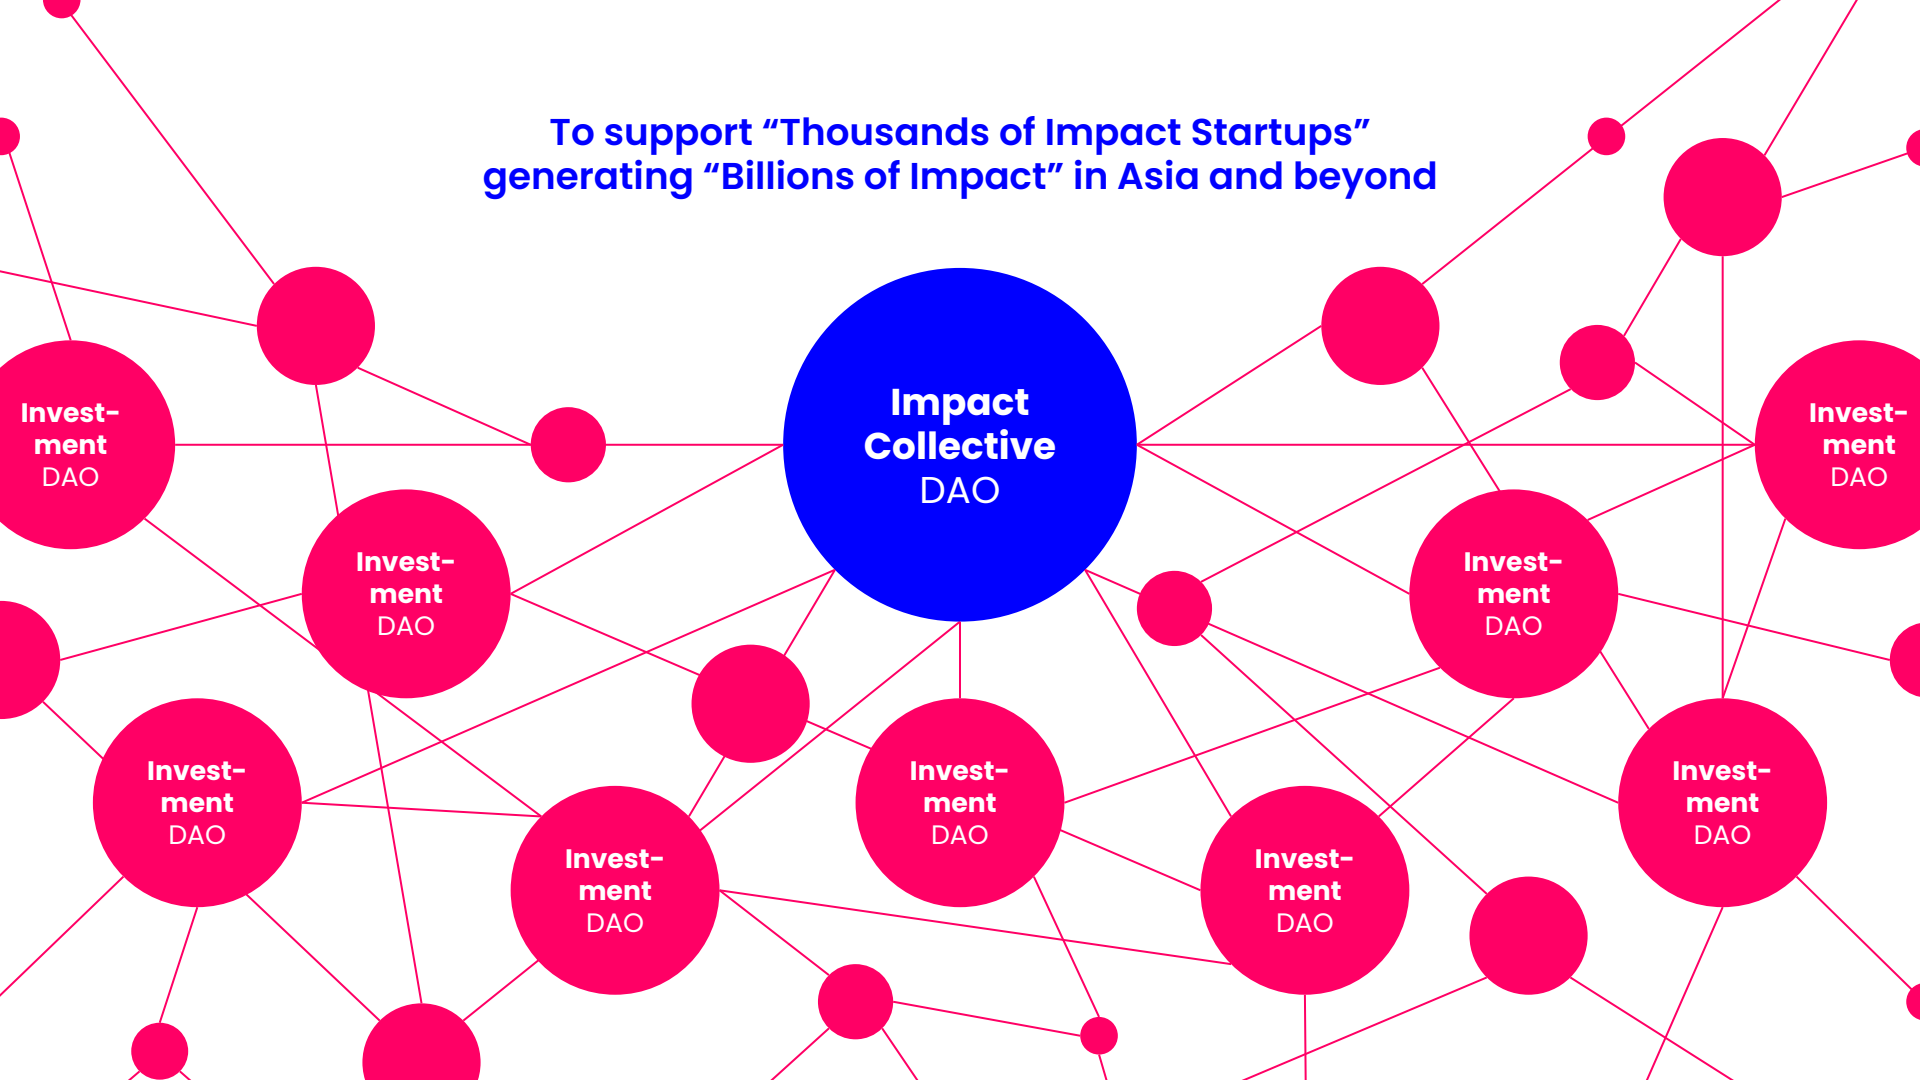 To support “Thousands of Impact Startups”
generating “Billions of Impact” in Asia and beyond
Impact
Collective
DAO
Invest-
ment
DAO
Invest-
ment
DAO
Invest-
ment
DAO
Invest-
ment
DAO
Invest-
ment
DAO
Invest-
ment
DAO
Invest-
ment
DAO
Invest-
ment
DAO
Invest-
ment
DAO